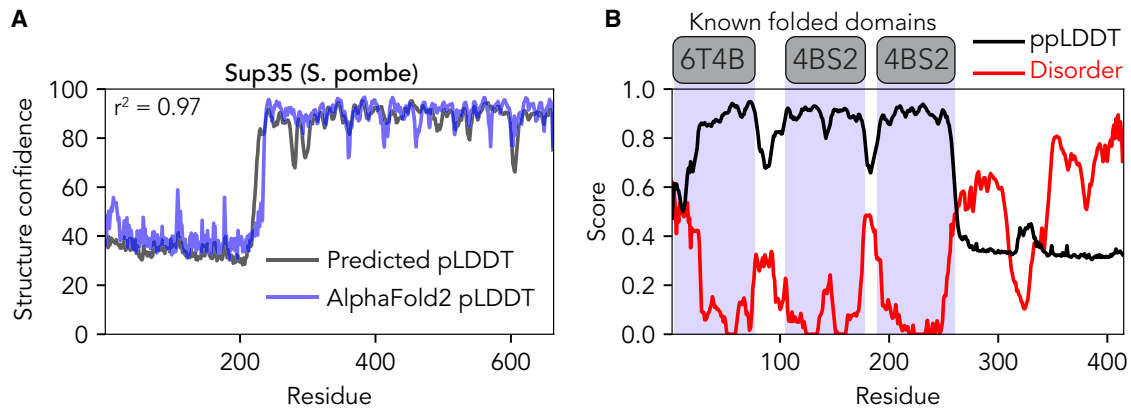 A
Sup35 (S. pombe)
r² = 0.97
100
80
60
40
20
0
200
400
600
Structure confidence
Residue
Predicted pLDDT
AlphaFold2 pLDDT
B
Known folded domains
6T4B
4BS2
4BS2
ppLDDT
Disorder
1.0
0.8
0.6
0.4
0.2
0.0
100
200
300
400
Score
Residue